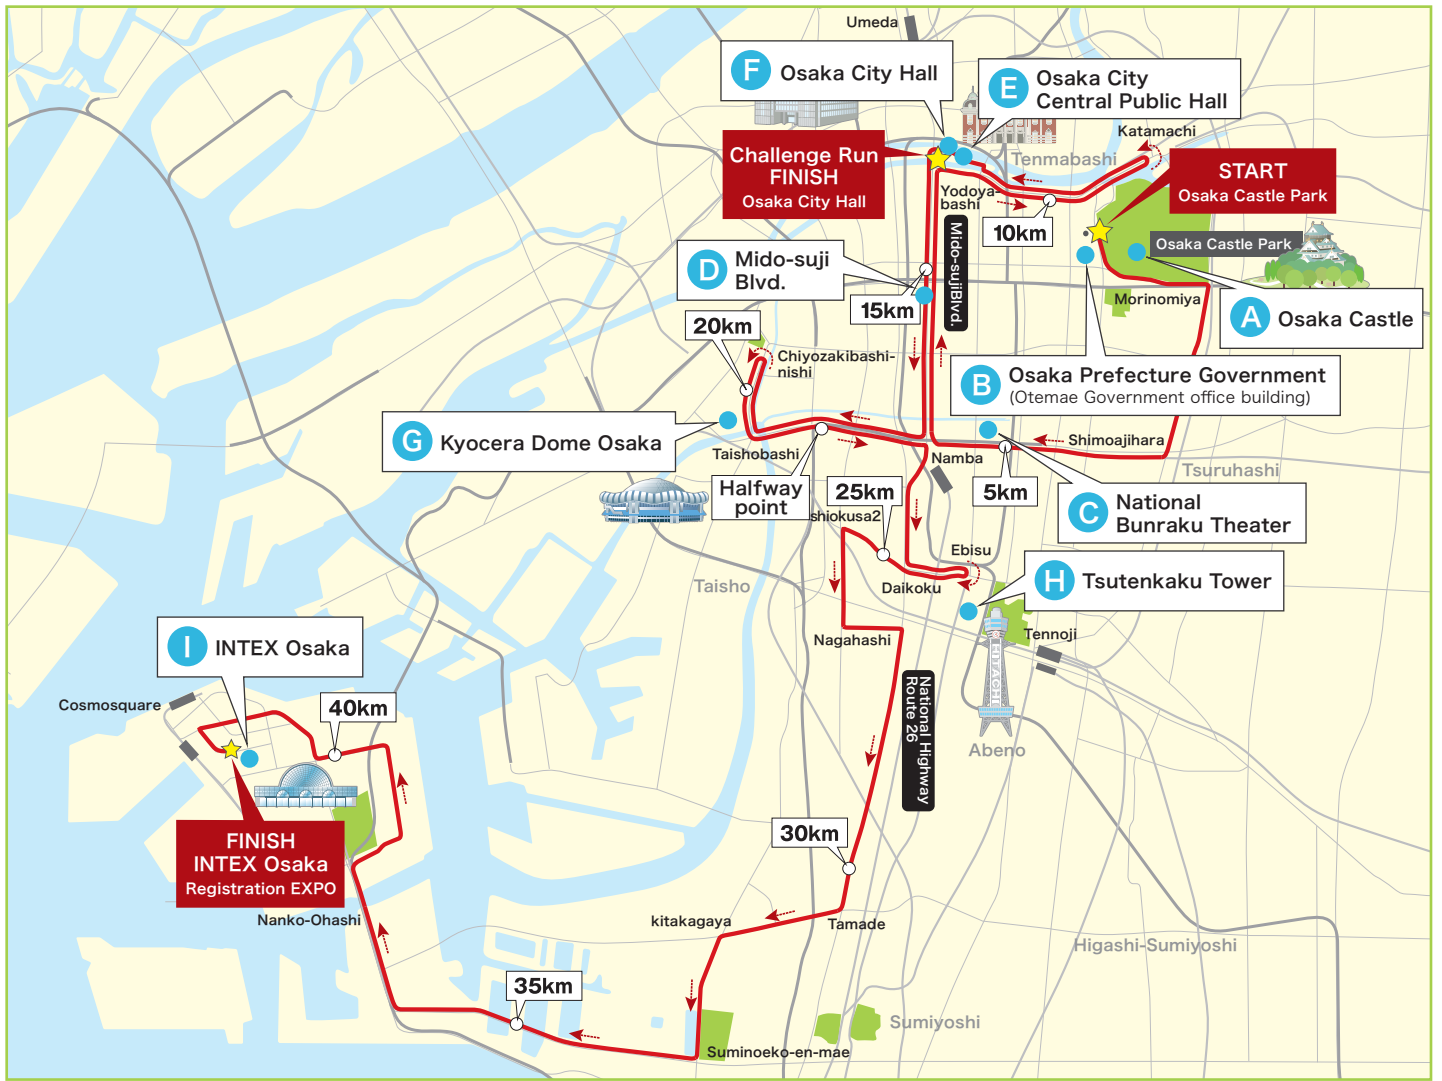 Umeda
F Osaka City Hall
E Osaka City
Central Public Hall
Katamachi
Tenmabashi
Challenge Run
FINISH
Osaka City Hall
START
Osaka Castle Park
Yodoya-
bashi
10km
Osaka Castle Park
D Mido-suji
Blvd.
Mido-sujiBlvd.
15km
Morinomiya
A Osaka Castle
20km
Chiyozakibashi-
nishi
B Osaka Prefecture Government
(Otemae Government office building)
G Kyocera Dome Osaka
Taishobashi
Shimoajihara
Namba
Tsuruhashi
Halfway
point
25km
5km
C National
Bunraku Theater
shiokusa2
Ebisu
Taisho
Daikoku
H Tsutenkaku Tower
HITACHI
Nagahashi
Tennoji
I INTEX Osaka
Cosmosquare
40km
National Highway
Route 26
Abeno
FINISH
INTEX Osaka
Registration EXPO
30km
Nanko-Ohashi
kitakagaya
Tamade
Higashi-Sumiyoshi
35km
Sumiyoshi
Suminoeko-en-mae